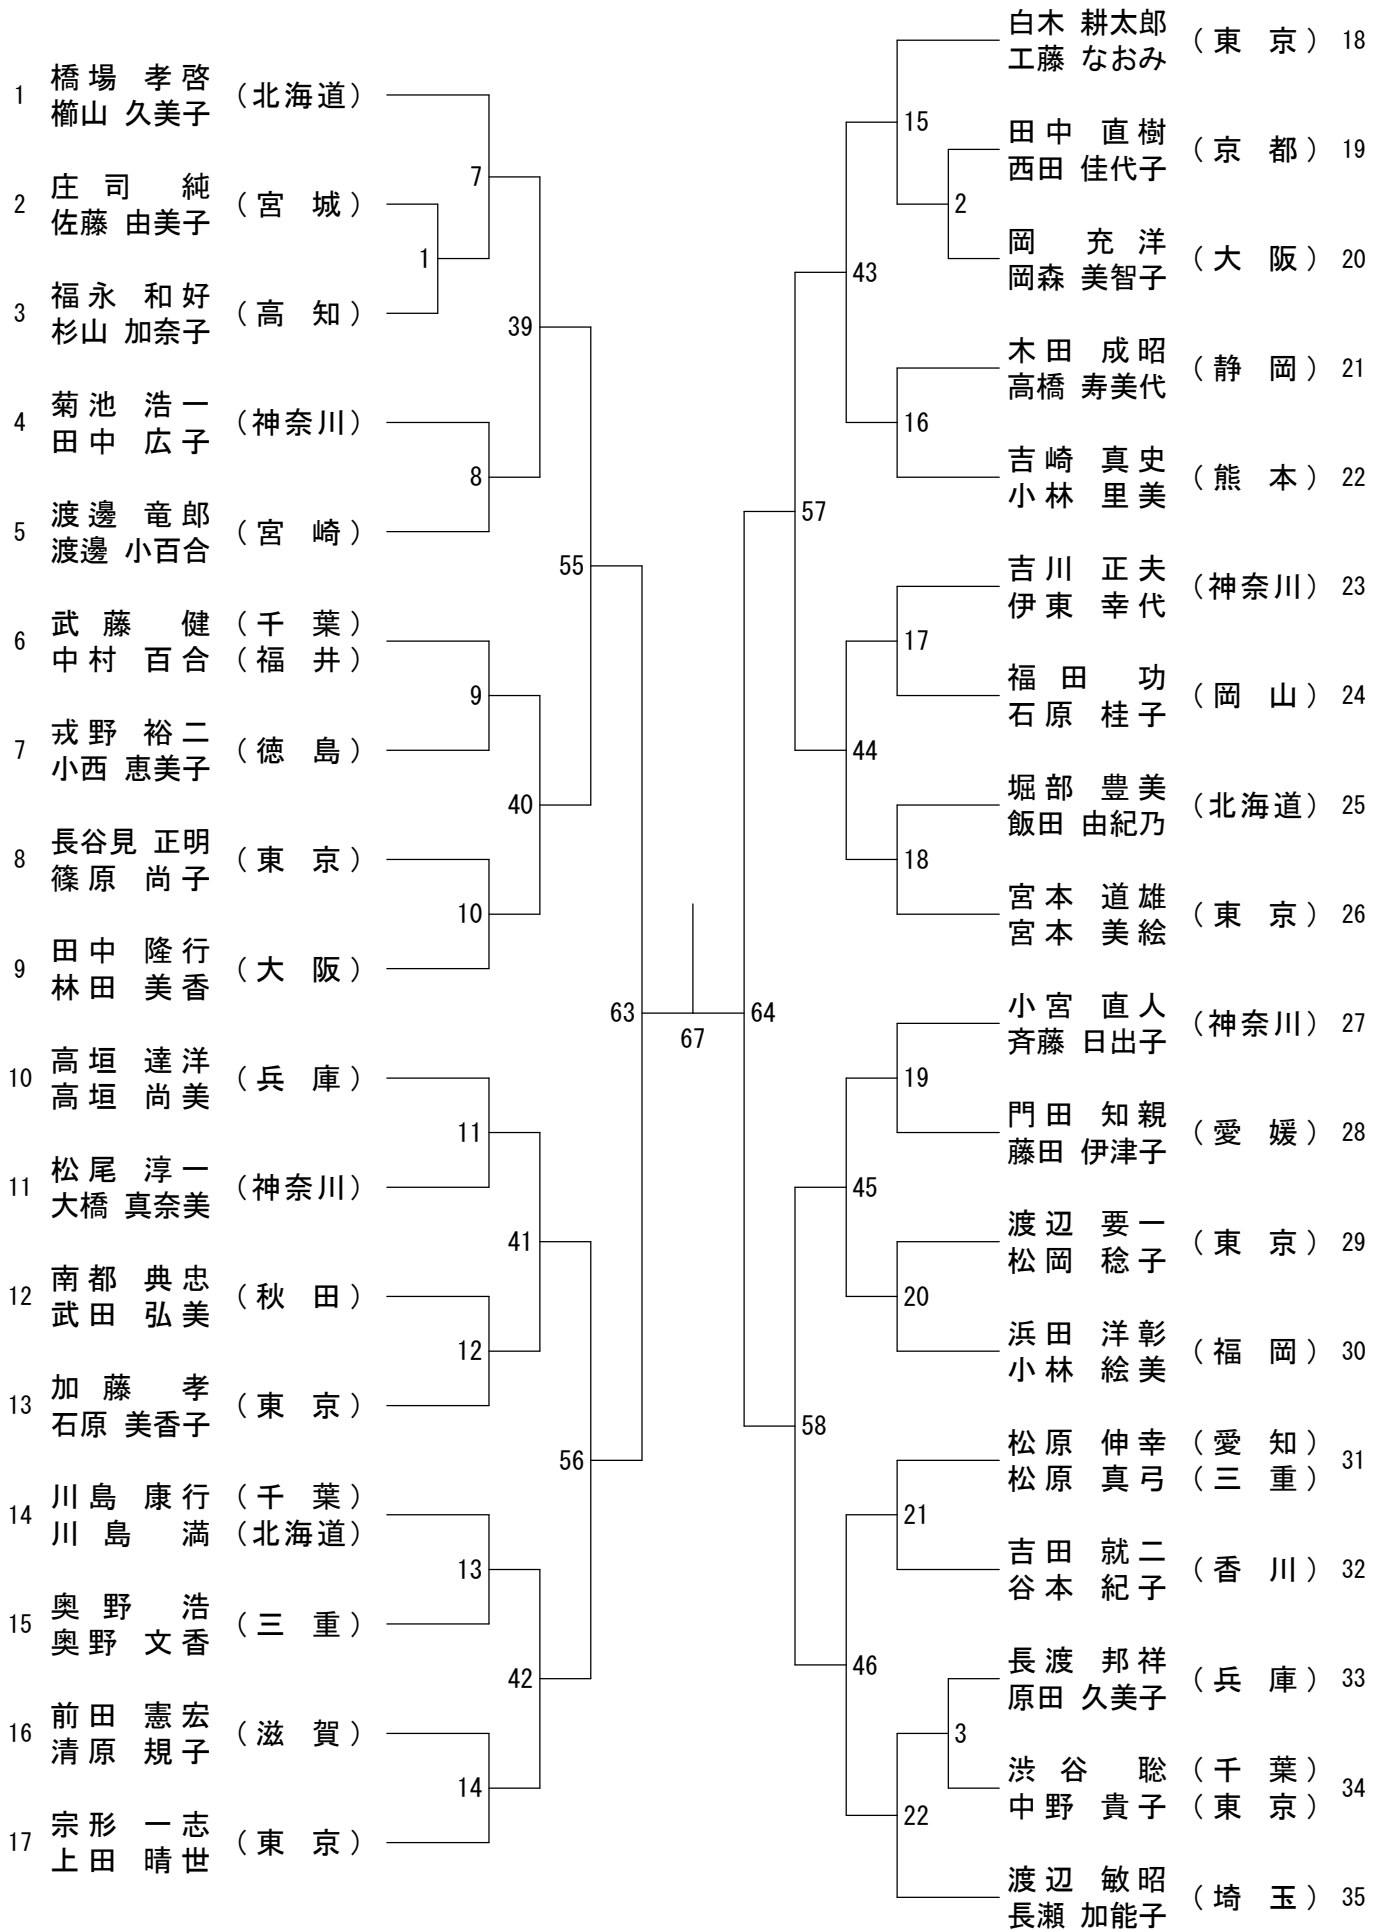 1 橋場 孝啓 (北海道)
櫛山 久美子
2 庄司 純 (宮城)
佐藤 由美子
3 福永 和好 (高知)
杉山 加奈子
4 菊池 浩一 (神奈川)
田中 広子
5 渡邊 竜郎 (宮崎)
渡邊 小百合
6 武藤 健 (千葉)
中村 百合 (福井)
7 戎野 裕二 (徳島)
小西 恵美子
8 長谷見 正明 (東京)
篠原 尚子
9 田中 隆行 (大阪)
林田 美香
10 高垣 達洋 (兵庫)
高垣 尚美
11 松尾 淳一 (神奈川)
大橋 真奈美
12 南都 典忠 (秋田)
武田 弘美
13 加藤 孝 (東京)
石原 美香子
14 川島 康行 (千葉)
川島 満 (北海道)
15 奥野 浩 (三重)
奥野 文香
16 前田 憲宏 (滋賀)
清原 規子
17 宗形 一志 (東京)
上田 晴世
1
7
8
9
10
11
12
13
14
39
40
41
42
55
56
63
67
64
57
58
43
44
45
46
15
16
17
18
19
20
21
22
2
3
白木 耕太郎 (東京) 18
工藤 なおみ
田中 直樹 (京都) 19
西田 佳代子
岡 充洋 (大阪) 20
岡森 美智子
木田 成昭 (静岡) 21
高橋 寿美代
吉崎 真史 (熊本) 22
小林 里美
吉川 正夫 (神奈川) 23
伊東 幸代
福田 功 (岡山) 24
石原 桂子
堀部 豊美 (北海道) 25
飯田 由紀乃
宮本 道雄 (東京) 26
宮本 美絵
小宮 直人 (神奈川) 27
斉藤 日出子
門田 知親 (愛媛) 28
藤田 伊津子
渡辺 要一 (東京) 29
松岡 稔子
浜田 洋彰 (福岡) 30
小林 絵美
松原 伸幸 (愛知) 31
松原 真弓 (三重)
吉田 就二 (香川) 32
谷本 紀子
長渡 邦祥 (兵庫) 33
原田 久美子
渋谷 聡 (千葉) 34
中野 貴子 (東京)
渡辺 敏昭 (埼玉) 35
長瀬 加能子